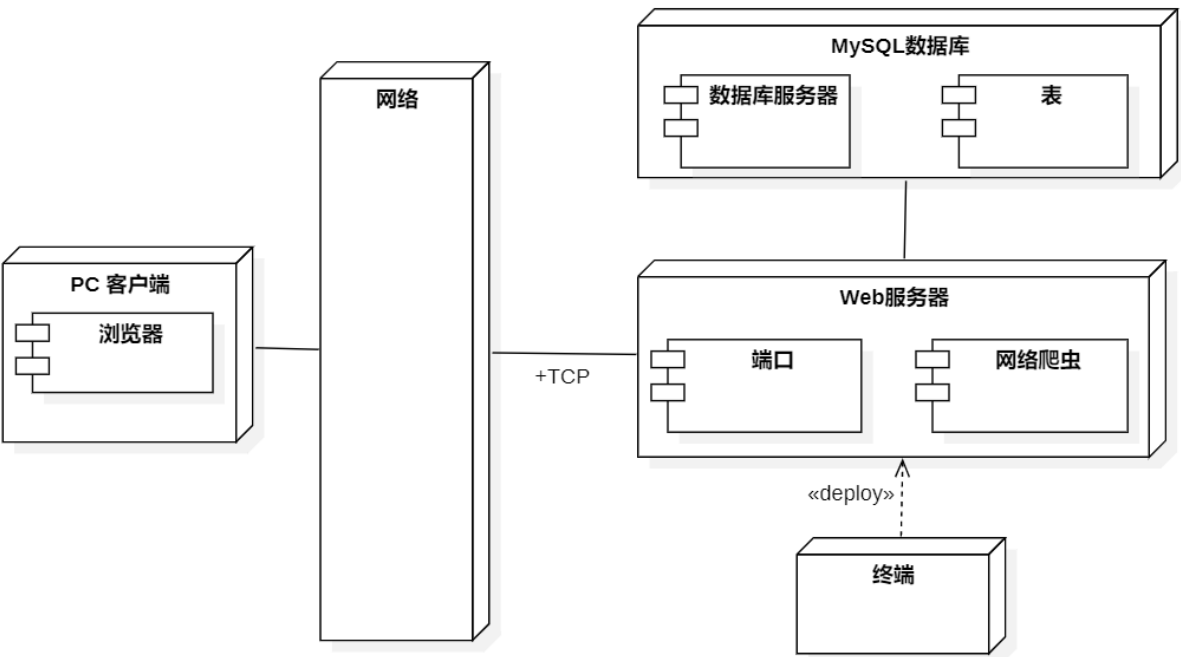 MySQL数据库
数据库服务器
表
网络
PC 客户端
浏览器
+TCP
Web服务器
端口
网络爬虫
«deploy»
终端